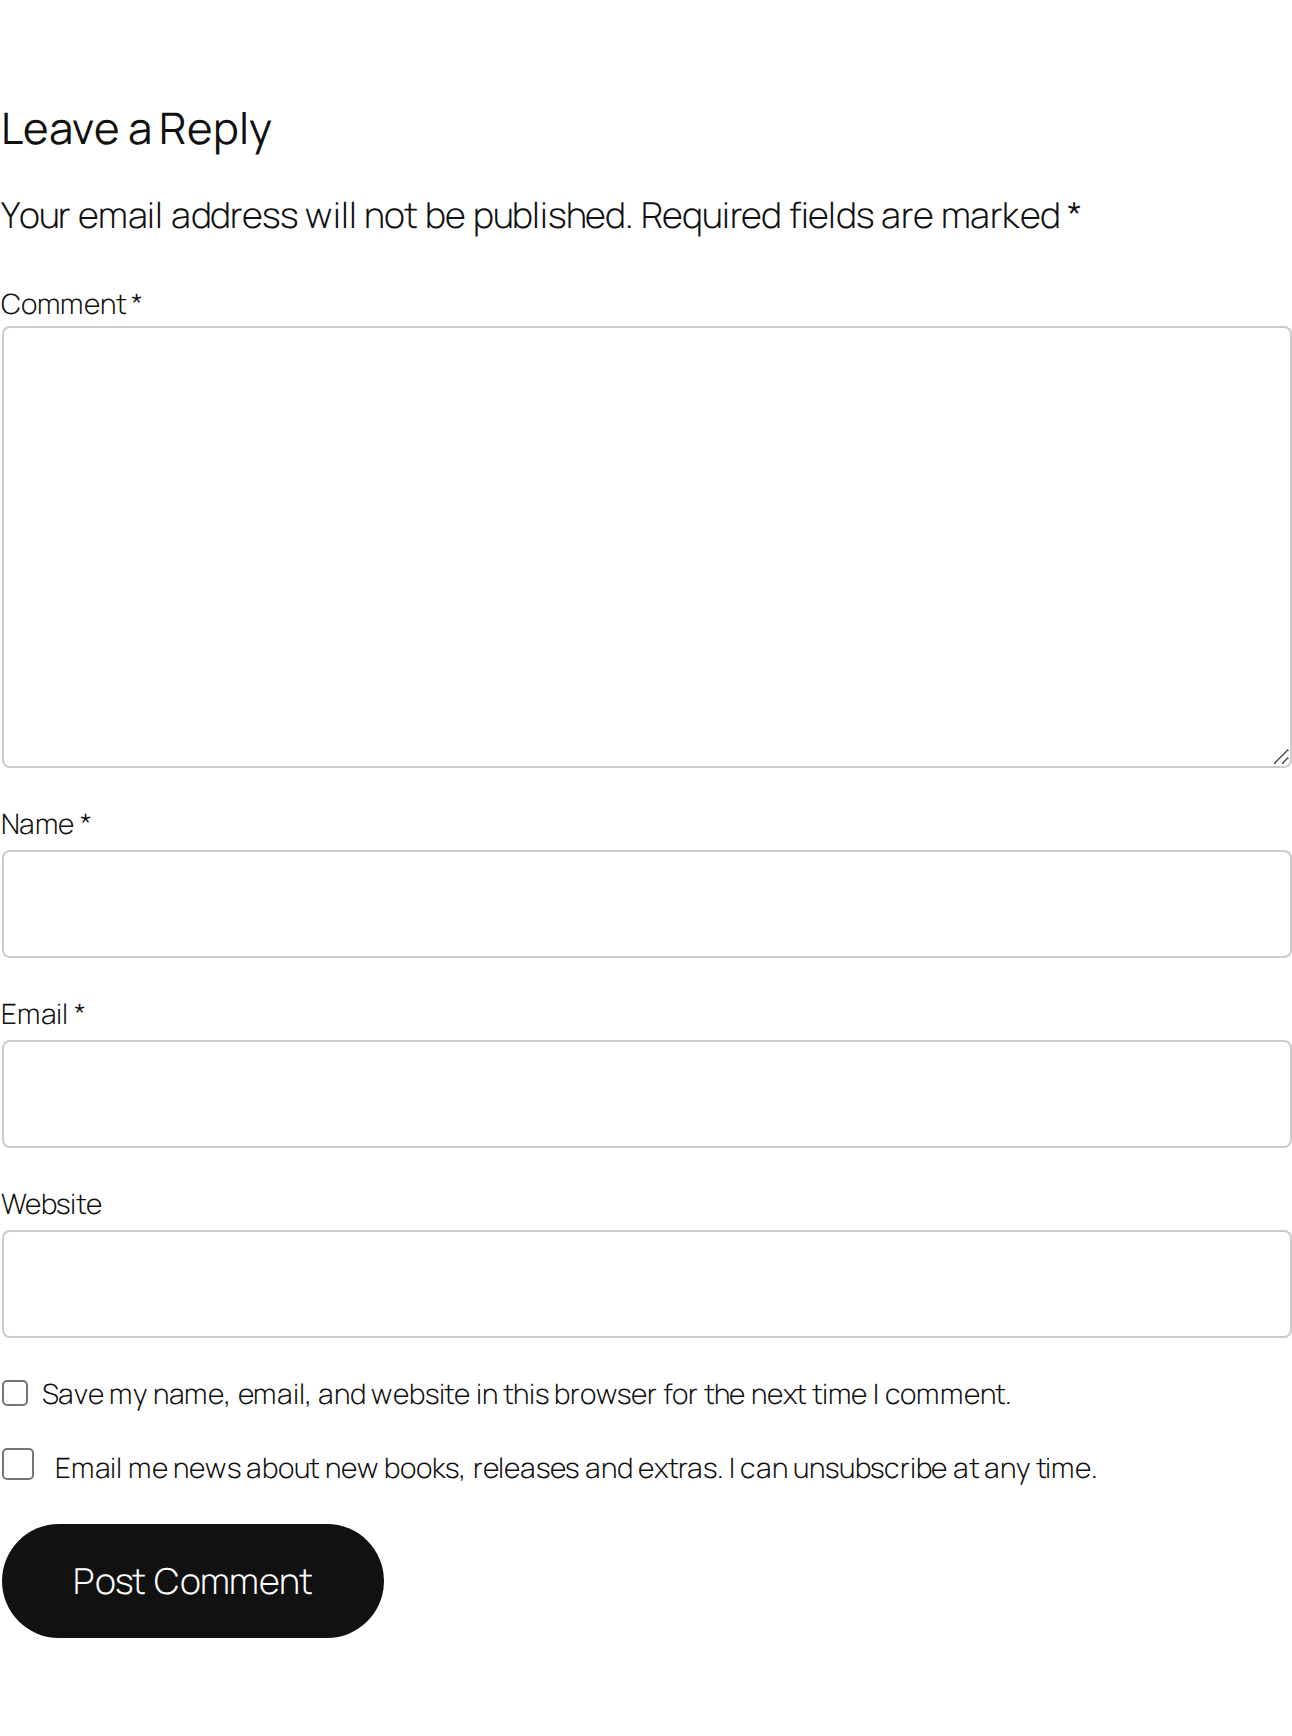 Leave a Reply
Your email address will not be published. Required fields are marked *
Comment *
Name *
Email *
Website
Save my name, email, and website in this browser for the next time I comment.
Email me news about new books, releases and extras. I can unsubscribe at any time.
Post Comment